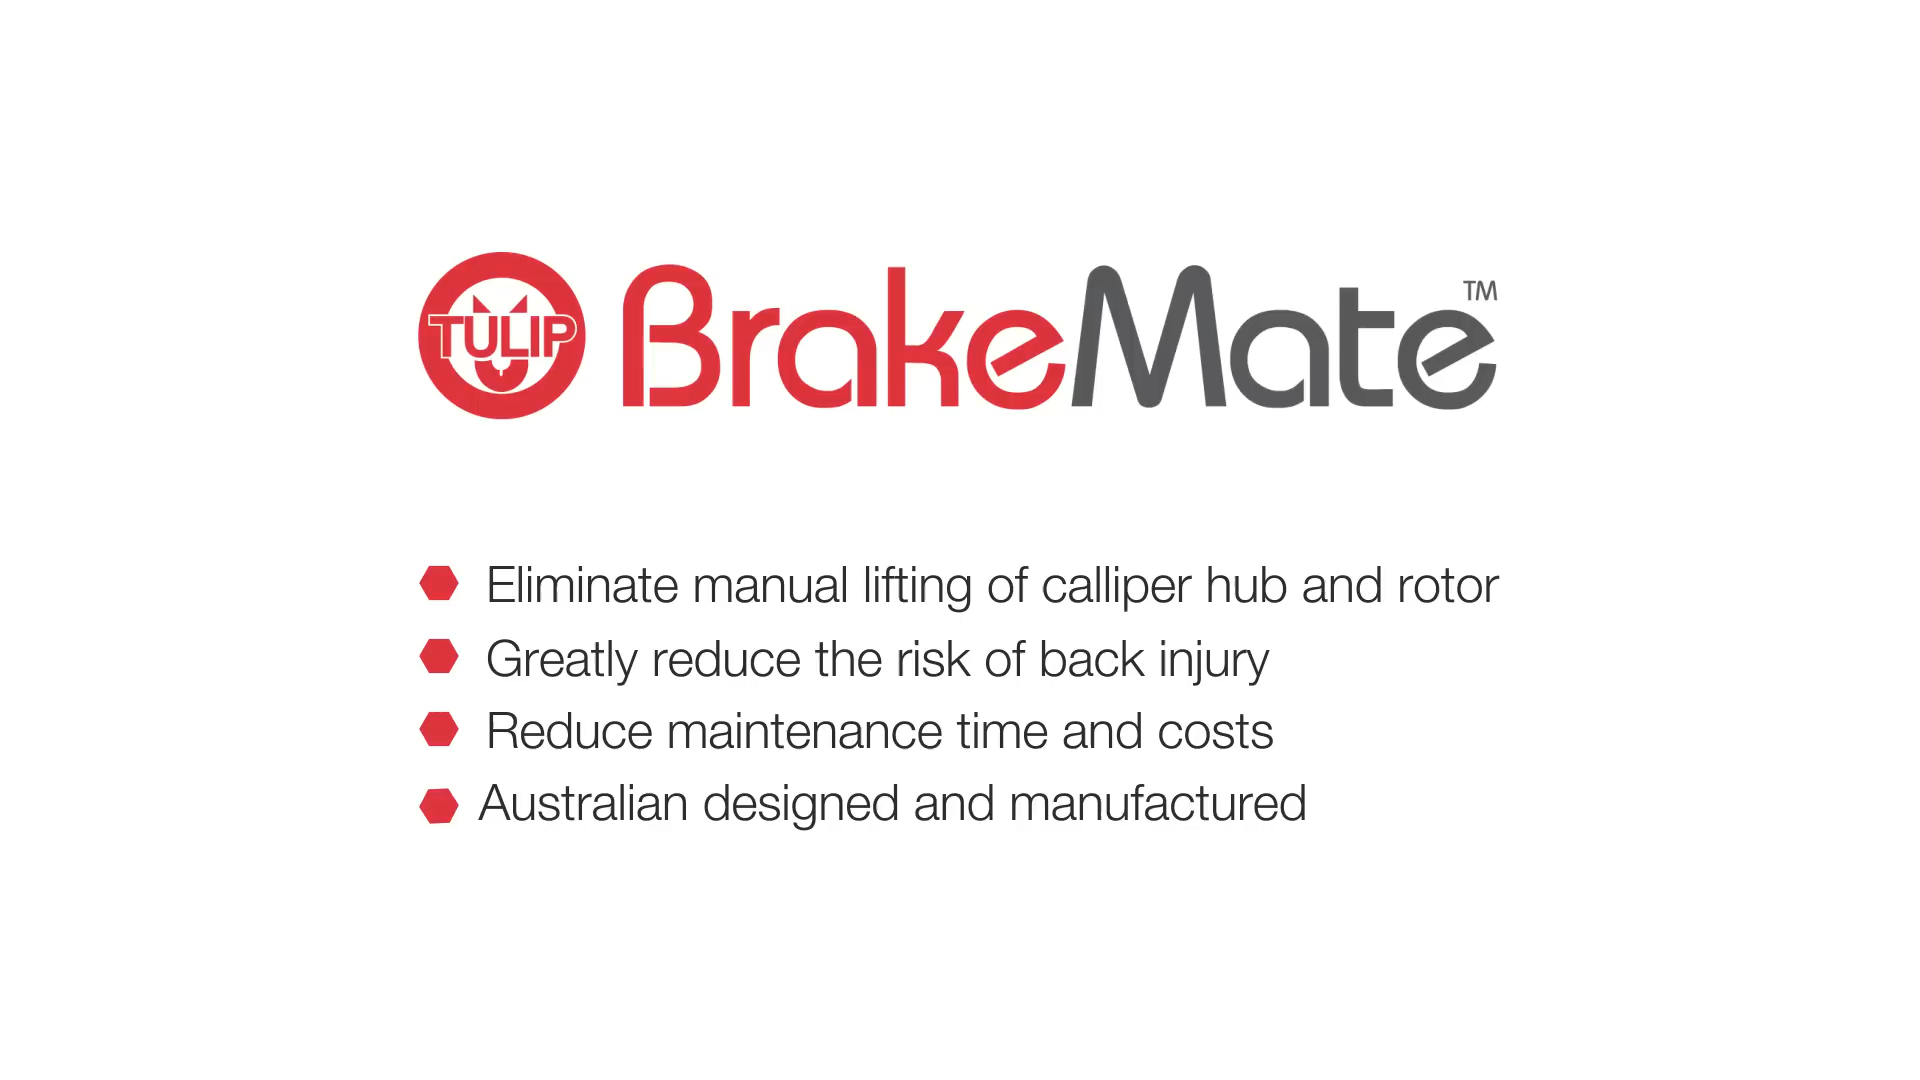 TULIP BrakeMate™
Eliminate manual lifting of calliper hub and rotor
Greatly reduce the risk of back injury
Reduce maintenance time and costs
Australian designed and manufactured